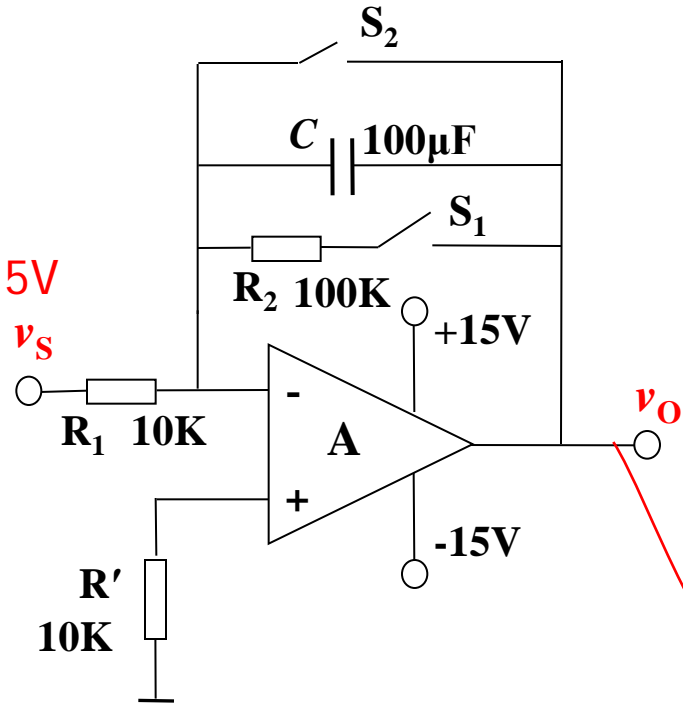 S₂
C 100μF
S₁
R₂ 100K
5V
vS
+15V
R₁ 10K
-
A
vO
+
-15V
R′
10K